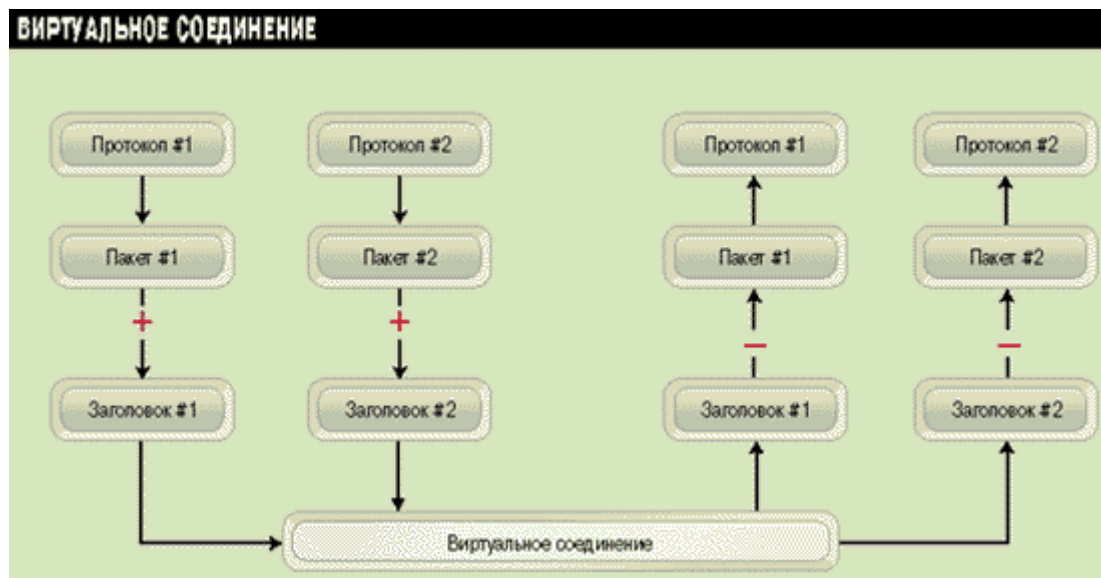 ВИРТУАЛЬНОЕ СОЕДИНЕНИЕ
Протокол #1
Протокол #2
Протокол #1
Протокол #2
Пакет #1
Пакет #2
Пакет #1
Пакет #2
+
+
–
–
Заголовок #1
Заголовок #2
Заголовок #1
Заголовок #2
Виртуальное соединение